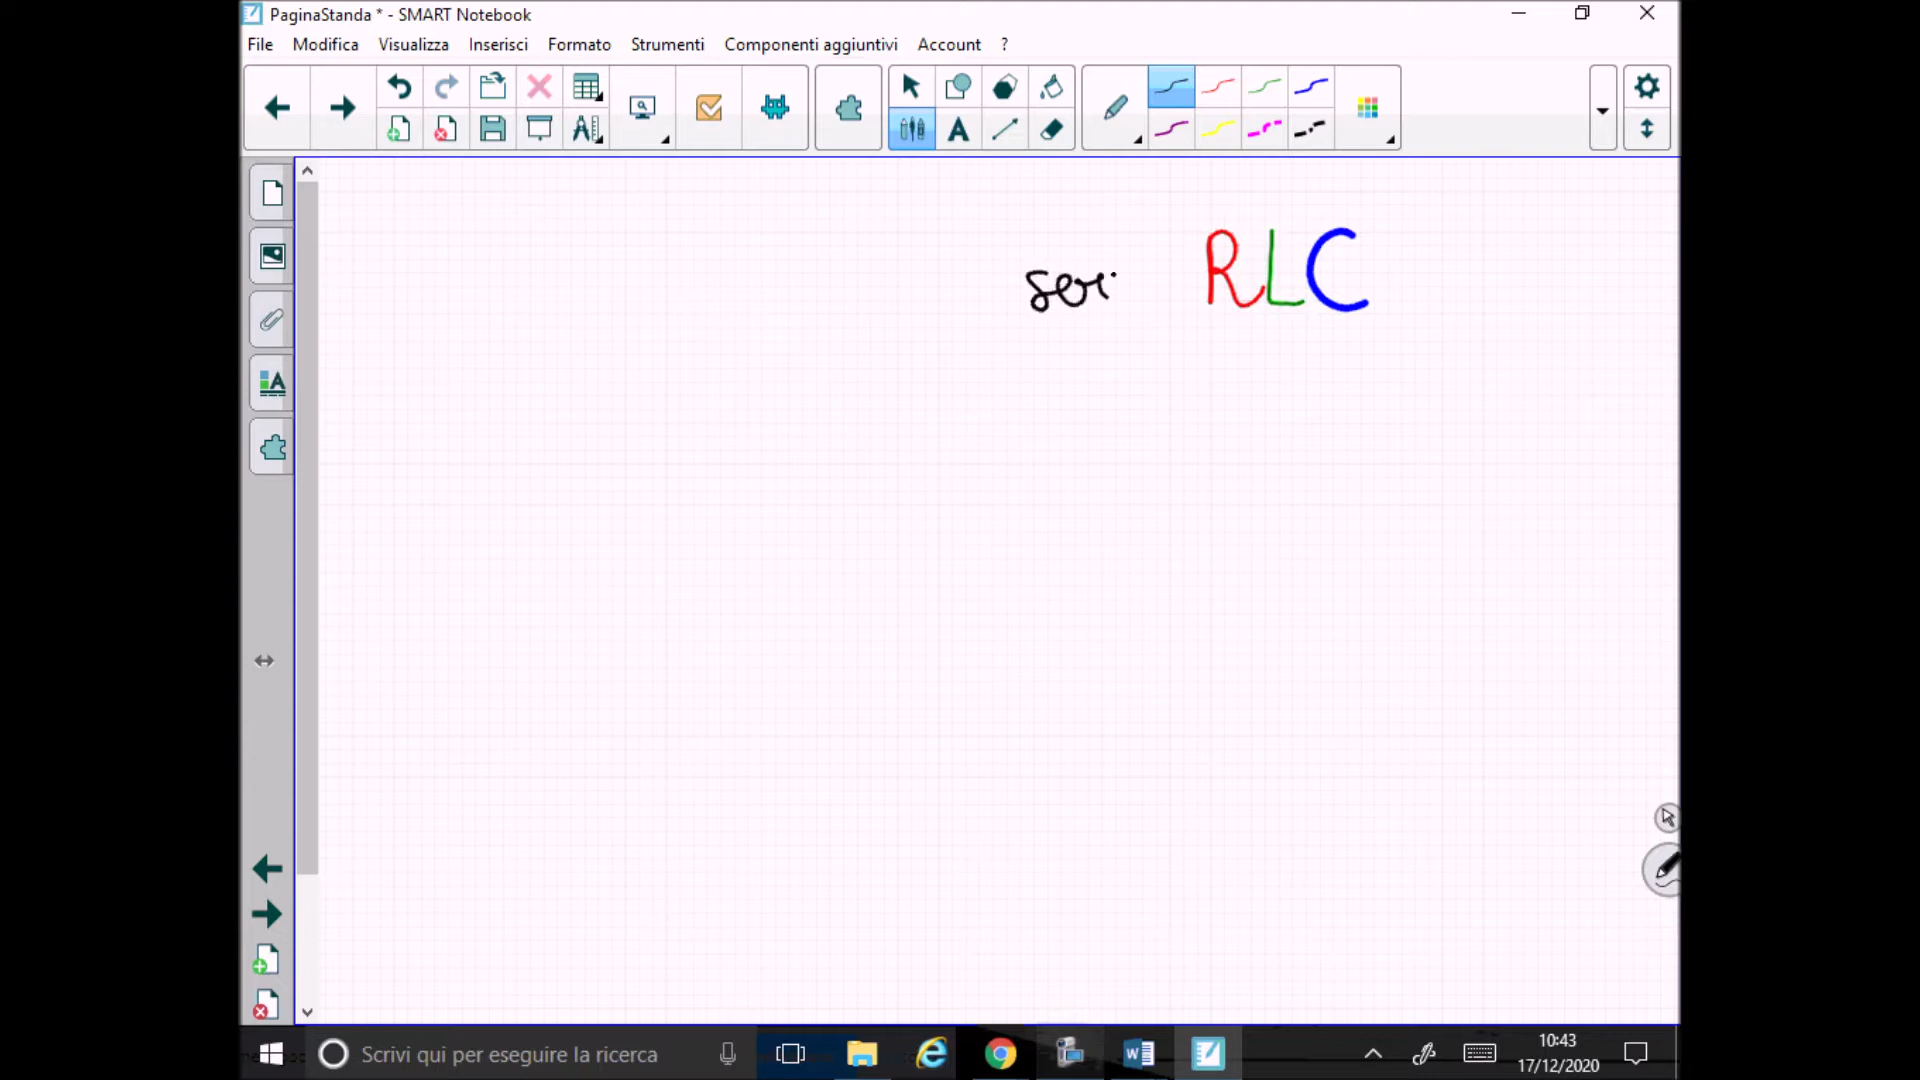 PaginaStanda * - SMART Notebook
File Modifica Visualizza Inserisci Formato Strumenti Componenti aggiuntivi Account ?
seri RLC
Scrivi qui per eseguire la ricerca
10:43
17/12/2020